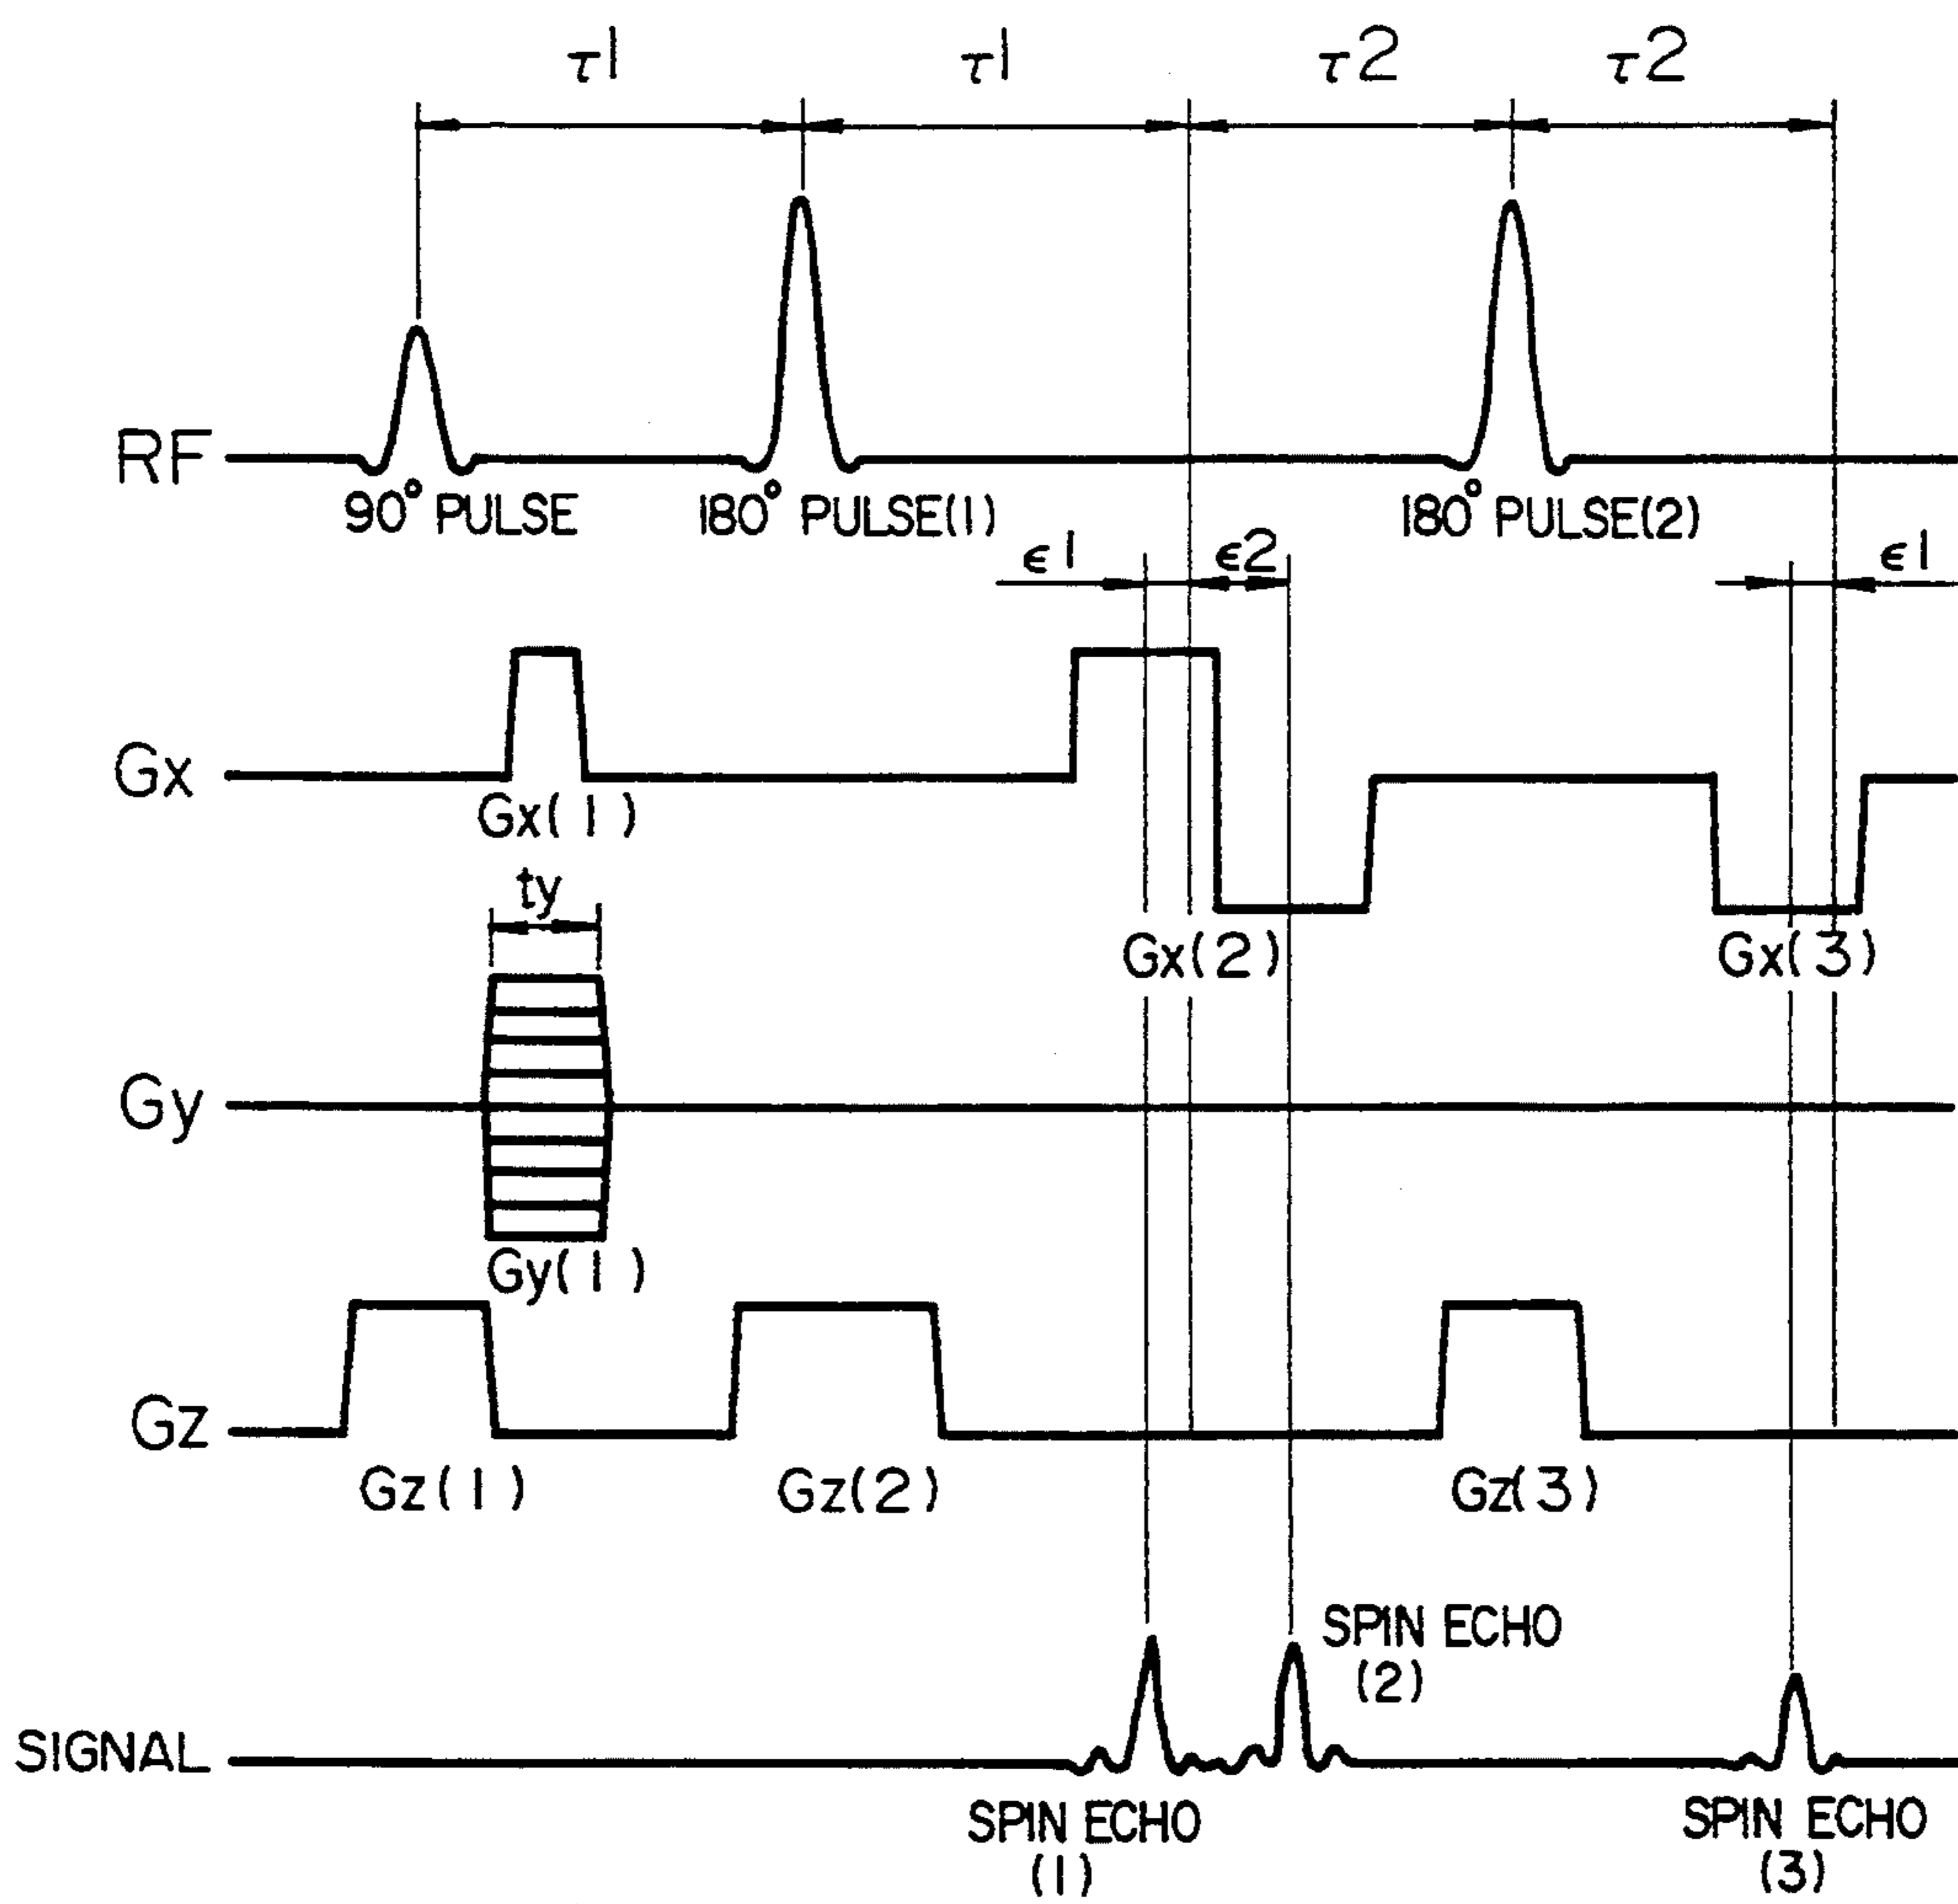 τ1 τ1 τ2 τ2
RF
90° PULSE 180° PULSE(1) 180° PULSE(2)
ϵ1 ϵ2 ϵ1
Gx
Gx(1)
Gx(2) Gx(3)
ty
Gy
Gy(1)
Gz
Gz(1) Gz(2) Gz(3)
SPIN ECHO
(2)
SIGNAL
SPIN ECHO
(1)
SPIN ECHO
(3)